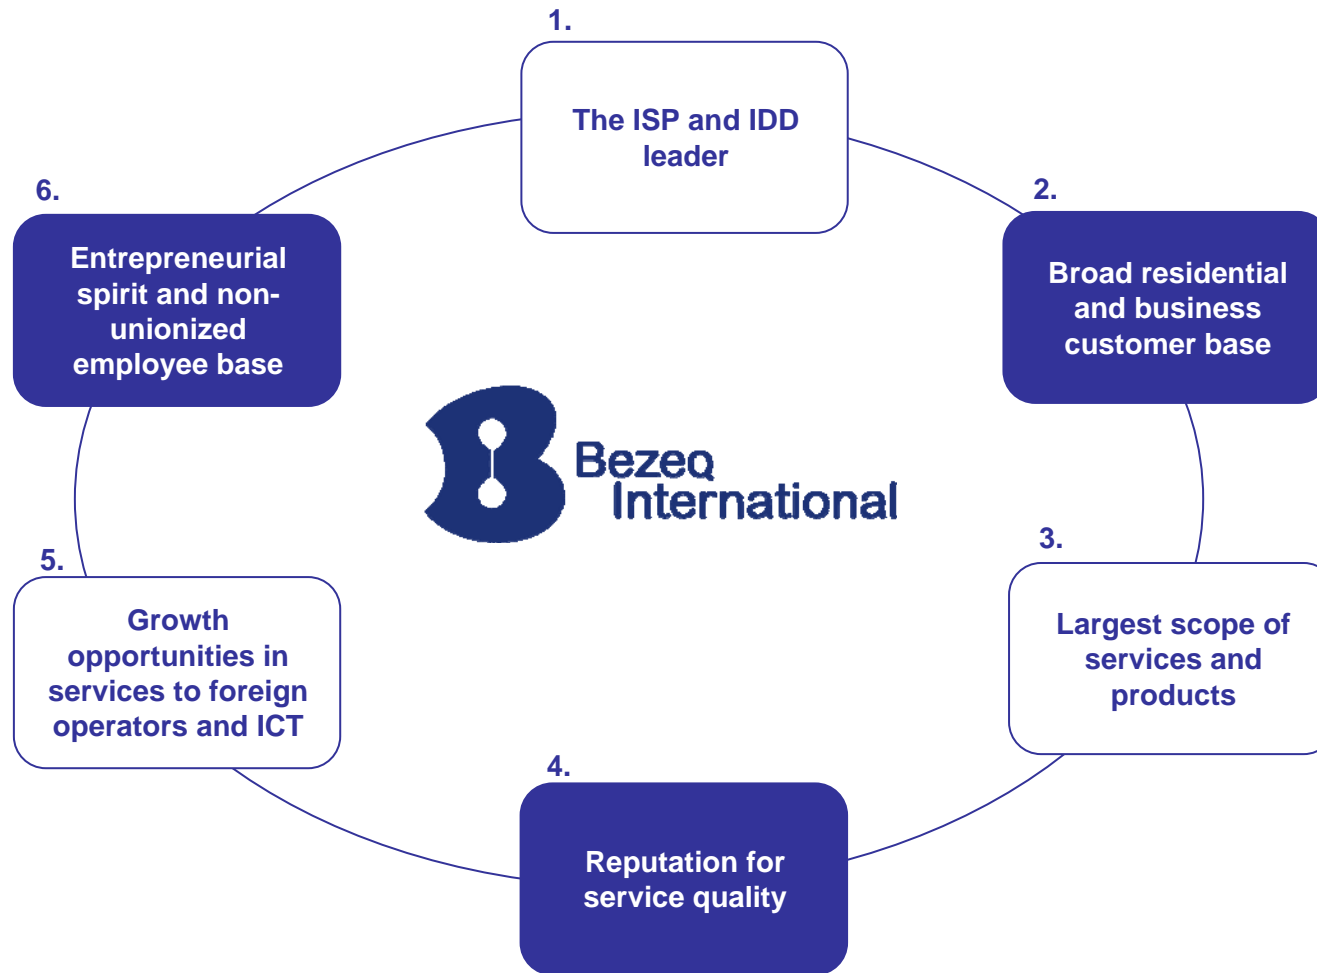 1.
The ISP and IDD
leader
2.
Broad residential
and business
customer base
3.
Largest scope of
services and
products
4.
Reputation for
service quality
5.
Growth
opportunities in
services to foreign
operators and ICT
6.
Entrepreneurial
spirit and non-
unionized
employee base
Bezeq
International